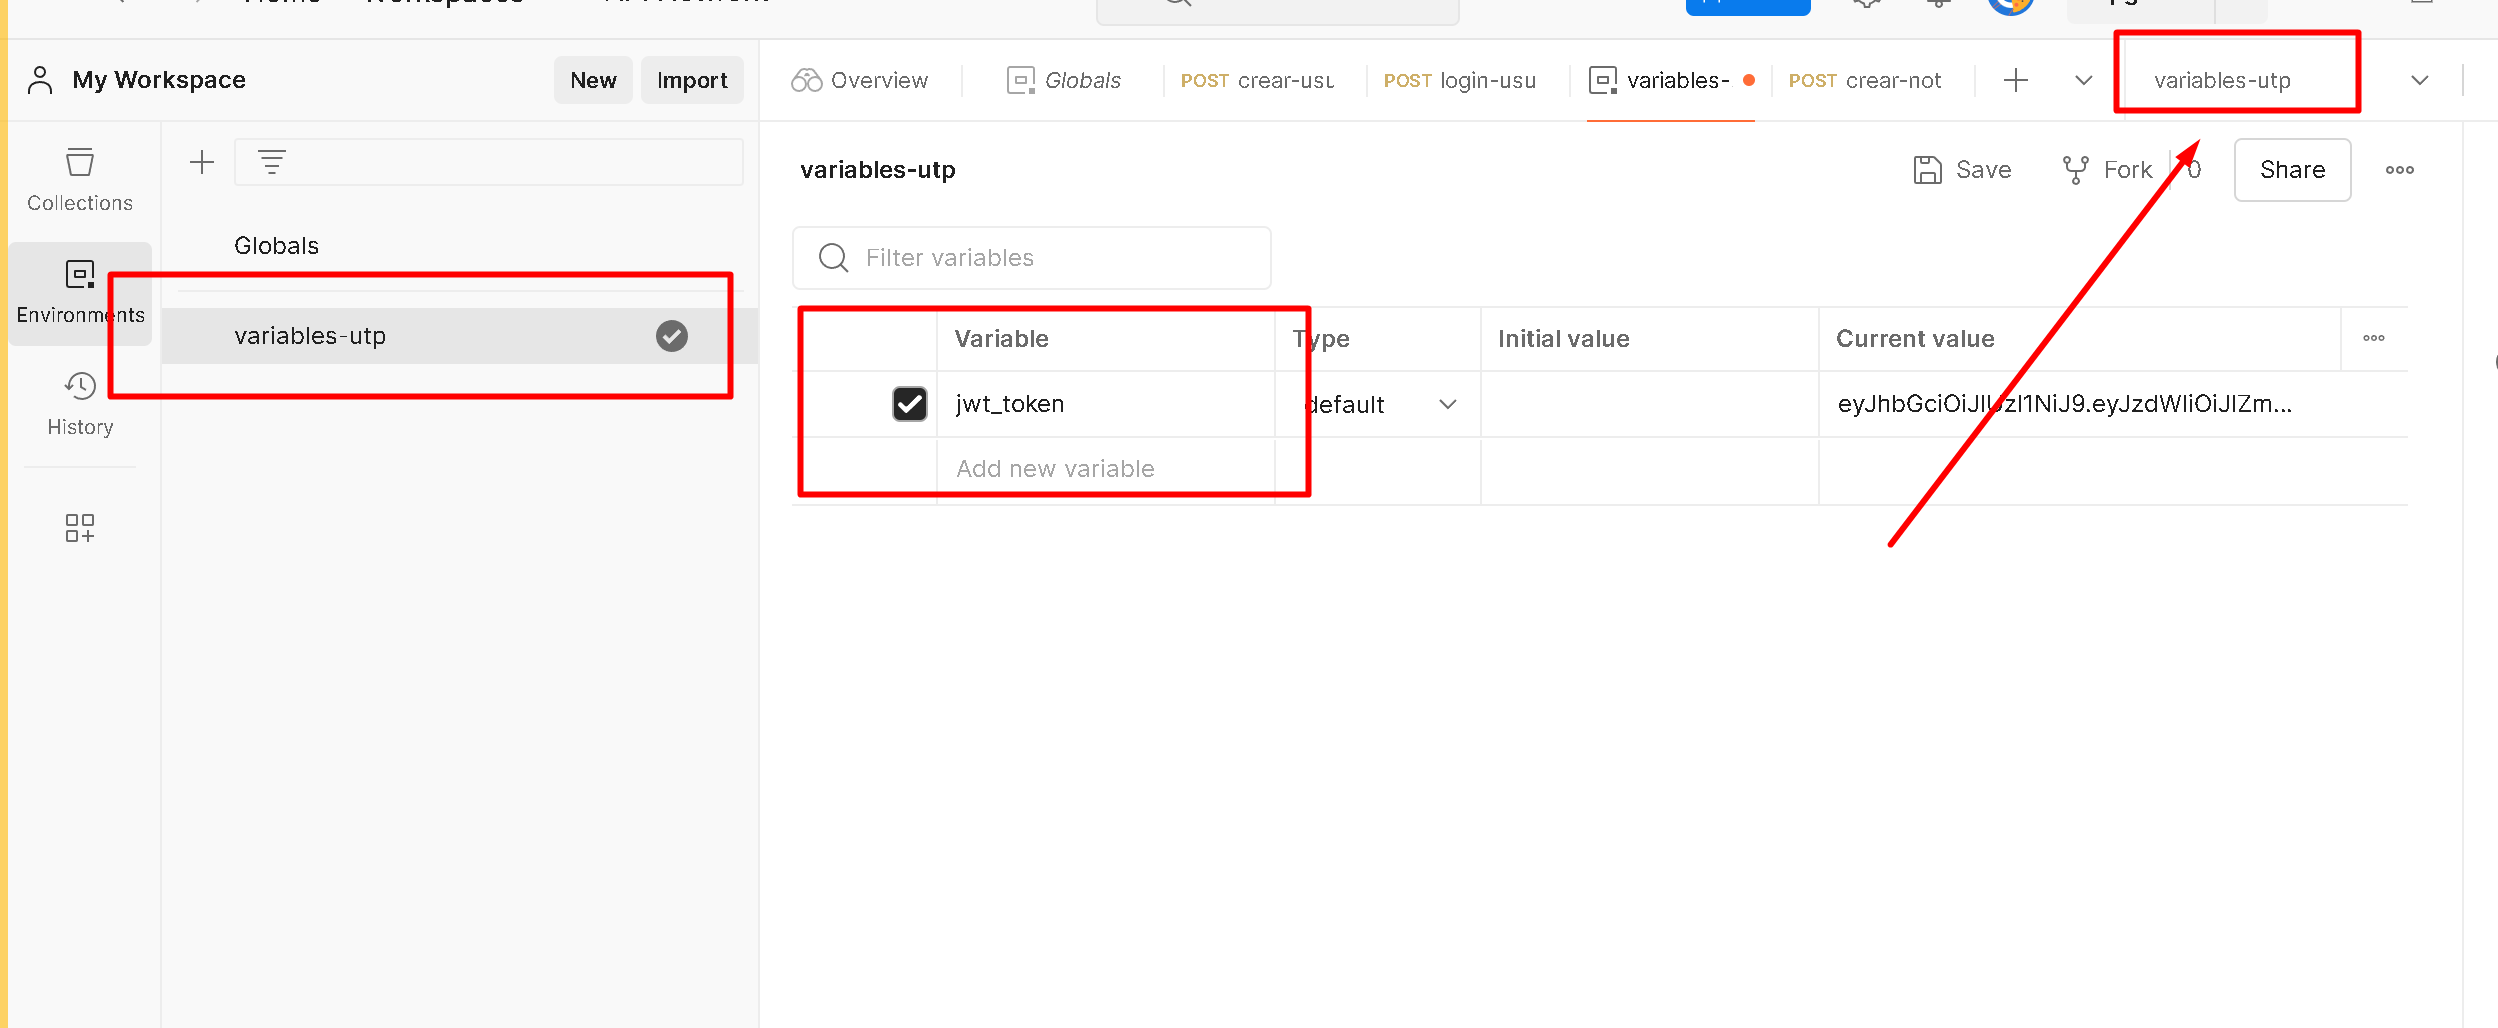 My Workspace
New
Import
Overview
Globals
POST crear-usu
POST login-usu
variables-
POST crear-not
variables-utp
Collections
Environments
History
Globals
variables-utp
variables-utp
Save
Fork
0
Share
Filter variables
Variable
Type
Initial value
Current value
jwt_token
default
Add new variable